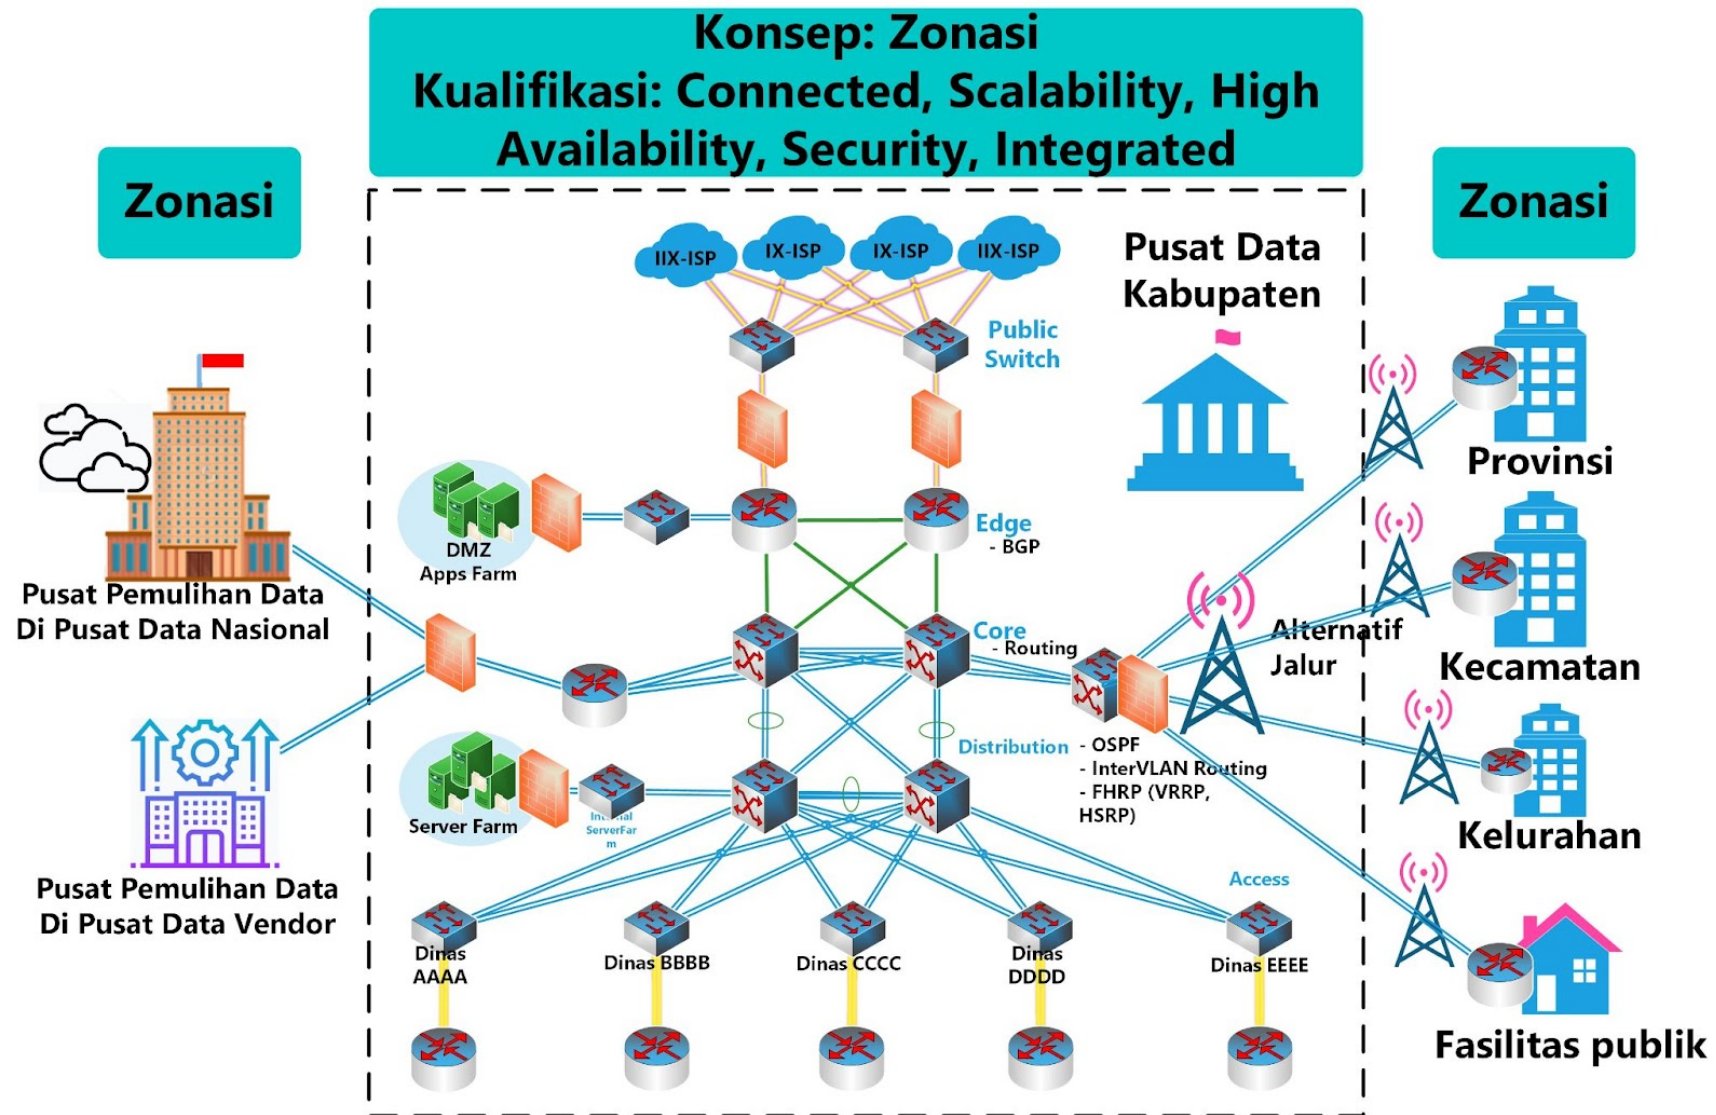 Konsep: Zonasi
Kualifikasi: Connected, Scalability, High
Availability, Security, Integrated
Zonasi
Zonasi
IIX-ISP
IX-ISP
IX-ISP
IIX-ISP
Pusat Data
Kabupaten
Public
Switch
Provinsi
DMZ
Apps Farm
Edge
- BGP
Pusat Pemulihan Data
Di Pusat Data Nasional
Core
- Routing
Alternatif
Jalur
Kecamatan
Distribution
- OSPF
- InterVLAN Routing
- FHRP (VRRP,
HSRP)
Server Farm
ServerFar
m
Kelurahan
Pusat Pemulihan Data
Di Pusat Data Vendor
Access
Dinas
AAAA
Dinas BBBB
Dinas CCCC
Dinas
DDDD
Dinas EEEE
Fasilitas publik